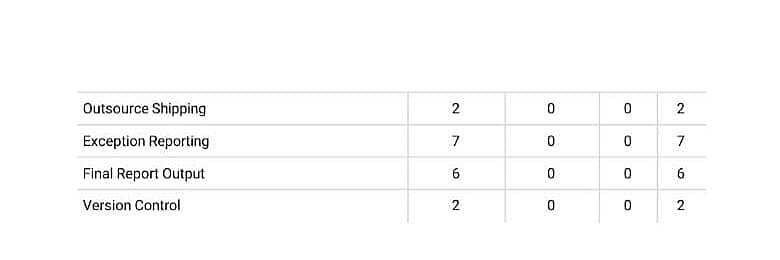 Outsource Shipping 2 0 0 2
Exception Reporting 7 0 0 7
Final Report Output 6 0 0 6
Version Control 2 0 0 2